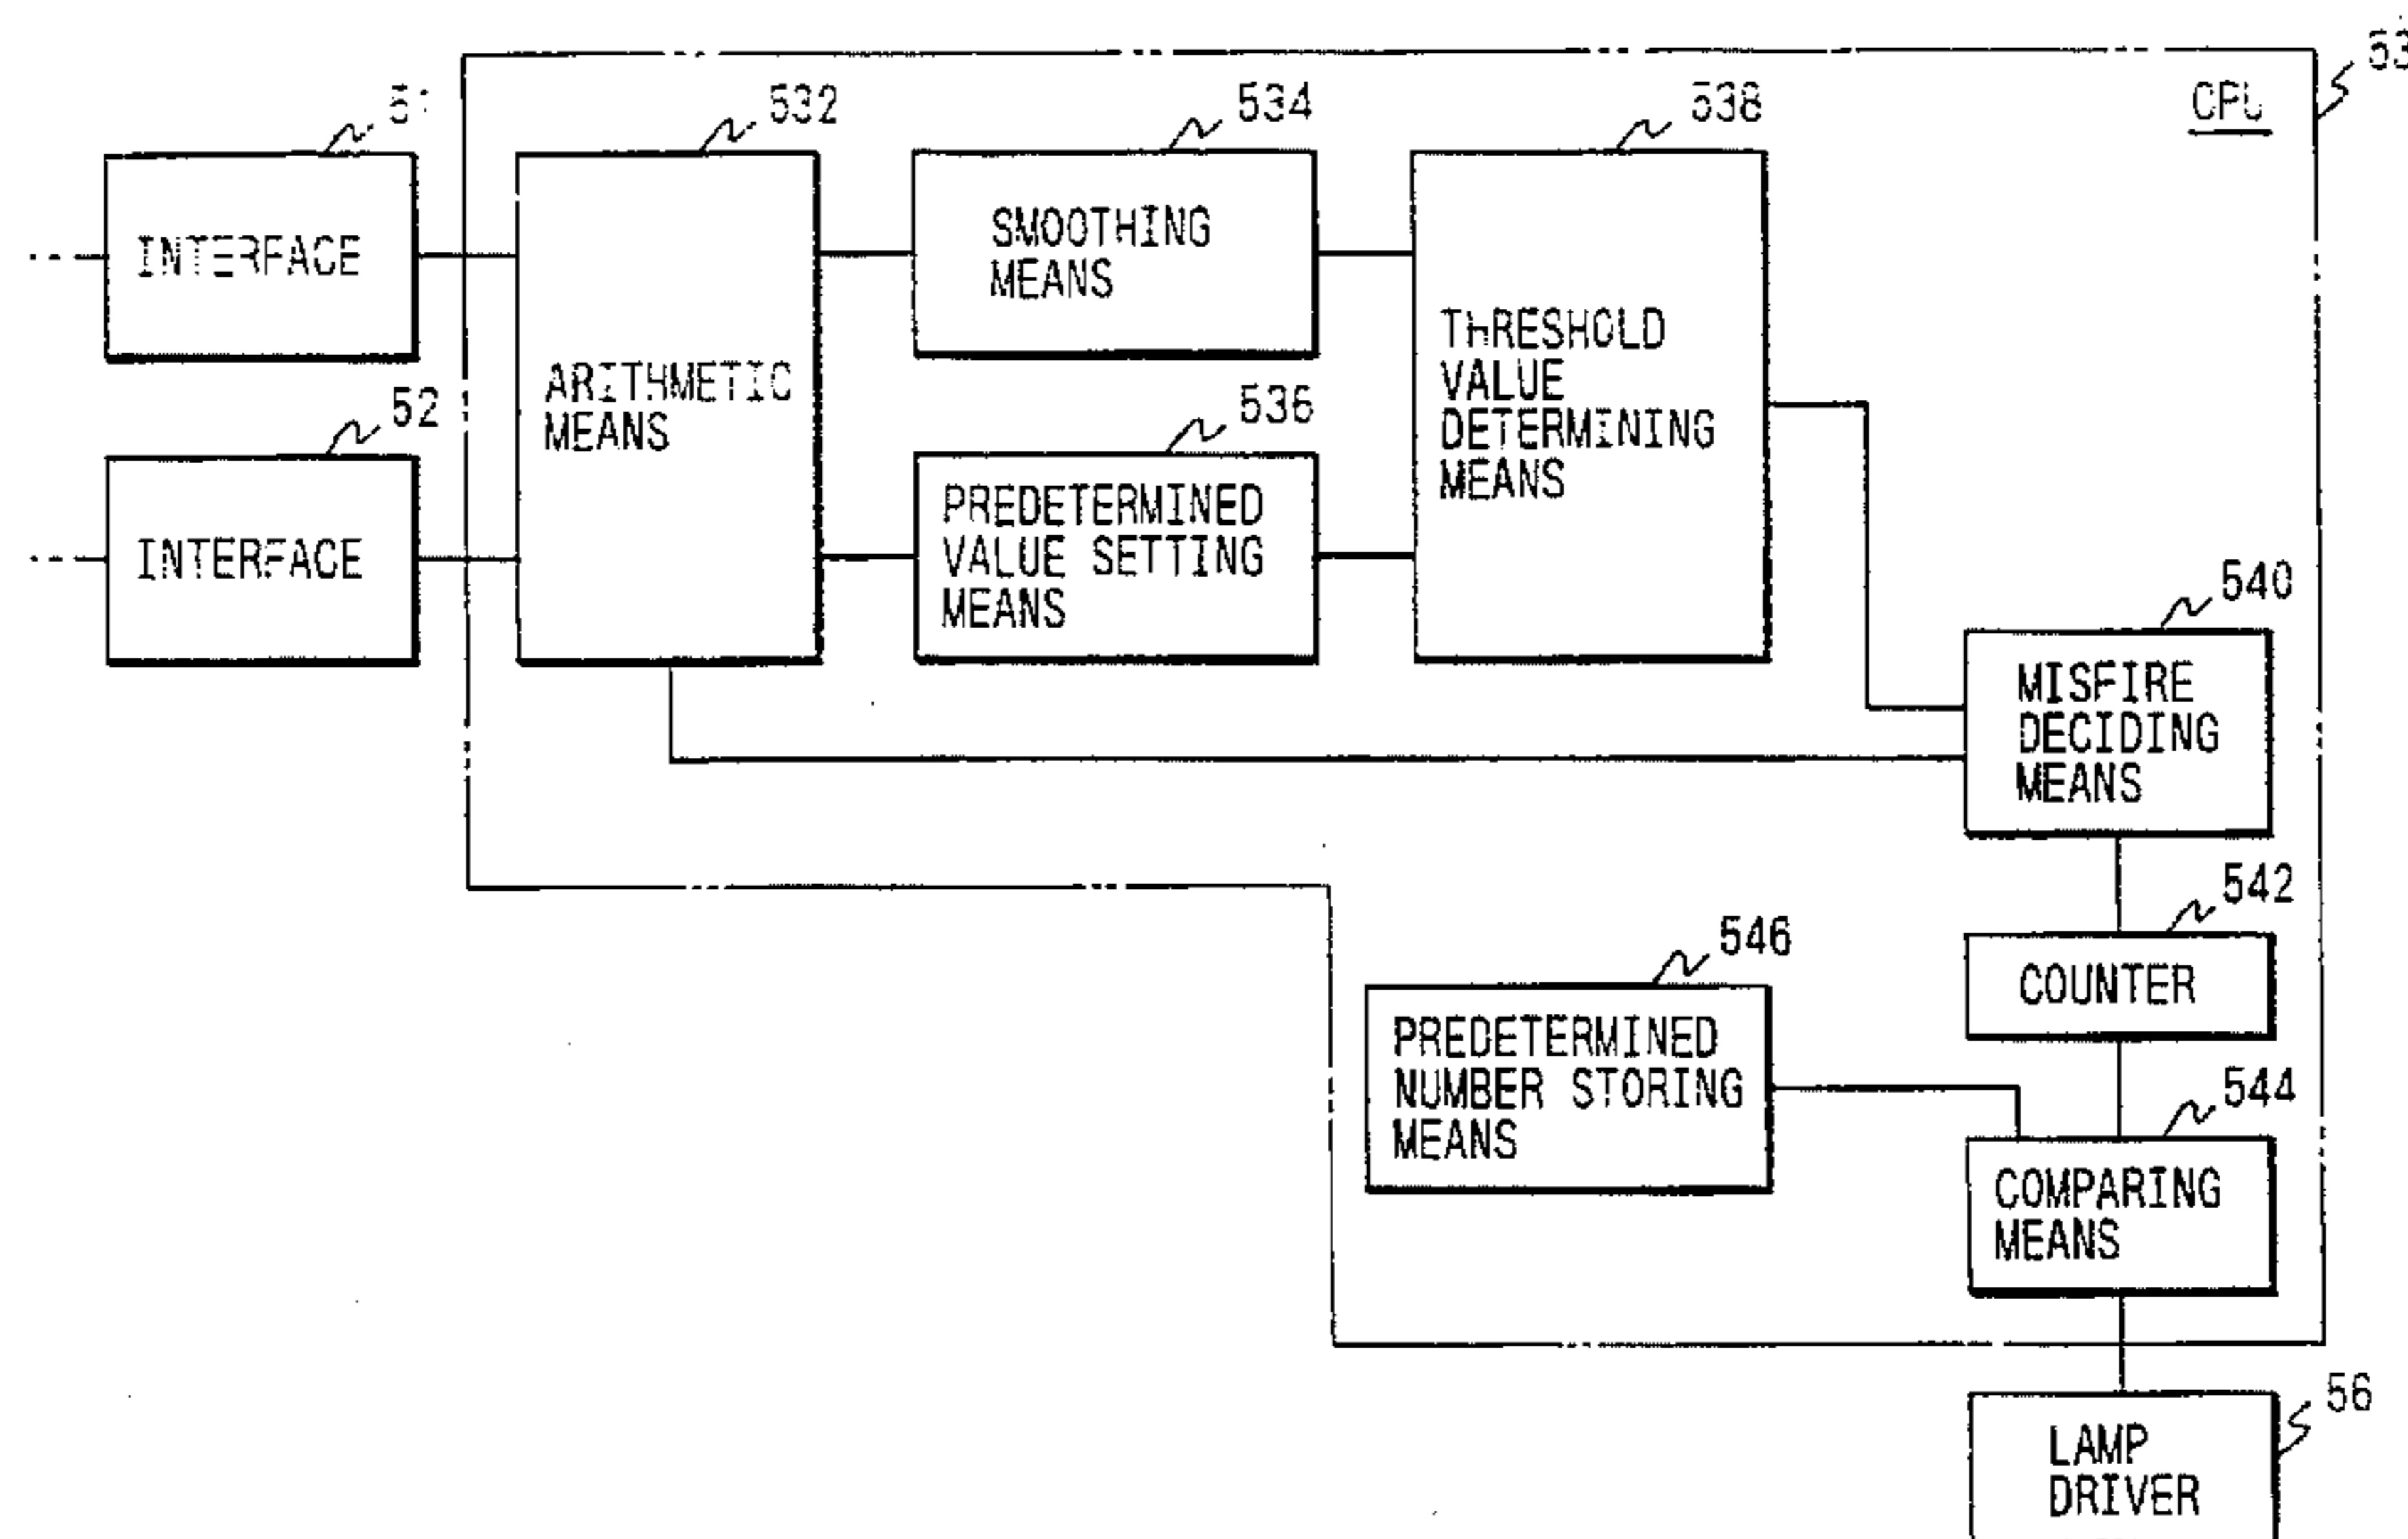 53
CPU
51
532
534
538
INTERFACE
SMOOTHING
MEANS
THRESHOLD
VALUE
DETERMINING
MEANS
ARITHMETIC
MEANS
52
536
INTERFACE
PREDETERMINED
VALUE SETTING
MEANS
540
MISFIRE
DECIDING
MEANS
542
COUNTER
546
PREDETERMINED
NUMBER STORING
MEANS
544
COMPARING
MEANS
56
LAMP
DRIVER